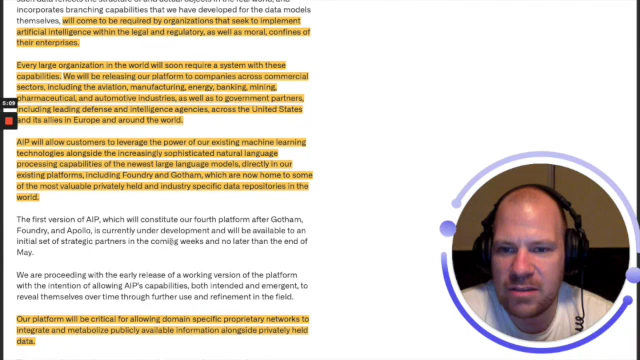 such data reflects the structure of and actual objects in the real world, and
incorporates branching capabilities that we have developed for the data models
themselves, will come to be required by organizations that seek to implement
artificial intelligence within the legal and regulatory, as well as moral, confines of
their enterprises.
Every large organization in the world will soon require a system with these
capabilities. We will be releasing our platform to companies across commercial
sectors, including the aviation, manufacturing, energy, banking, mining,
pharmaceutical, and automotive industries, as well as to government partners,
including leading defense and intelligence agencies, across the United States
and its allies in Europe and around the world.
5:09
AIP will allow customers to leverage the power of our existing machine learning
technologies alongside the increasingly sophisticated natural language
processing capabilities of the newest large language models, directly in our
existing platforms, including Foundry and Gotham, which are now home to some
of the most valuable privately held and industry specific data repositories in the
world.
The first version of AIP, which will constitute our fourth platform after Gotham,
Foundry, and Apollo, is currently under development and will be available to an
initial set of strategic partners in the coming weeks and no later than the end of
May.
We are proceeding with the early release of a working version of the platform
with the intention of allowing AIP's capabilities, both intended and emergent, to
reveal themselves over time through further use and refinement in the field.
Our platform will be critical for allowing domain specific proprietary networks to
integrate and metabolize publicly available information alongside privately held
data.